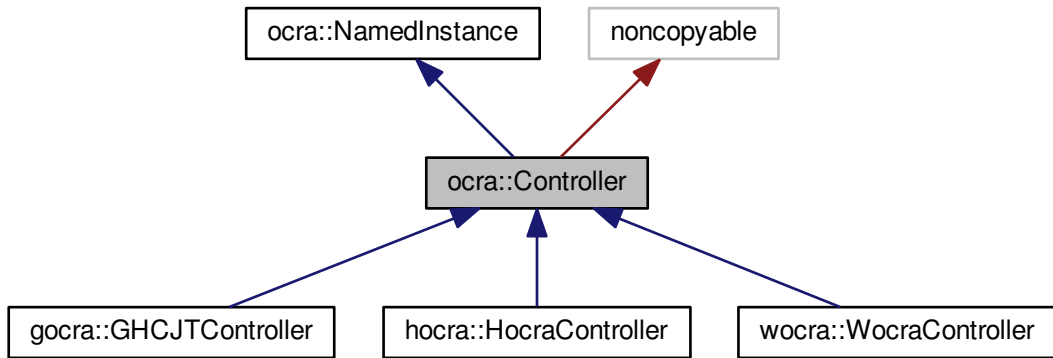 ocra::NamedInstance
noncopyable
ocra::Controller
gocra::GHCJTController
hocra::HocraController
wocra::WocraController